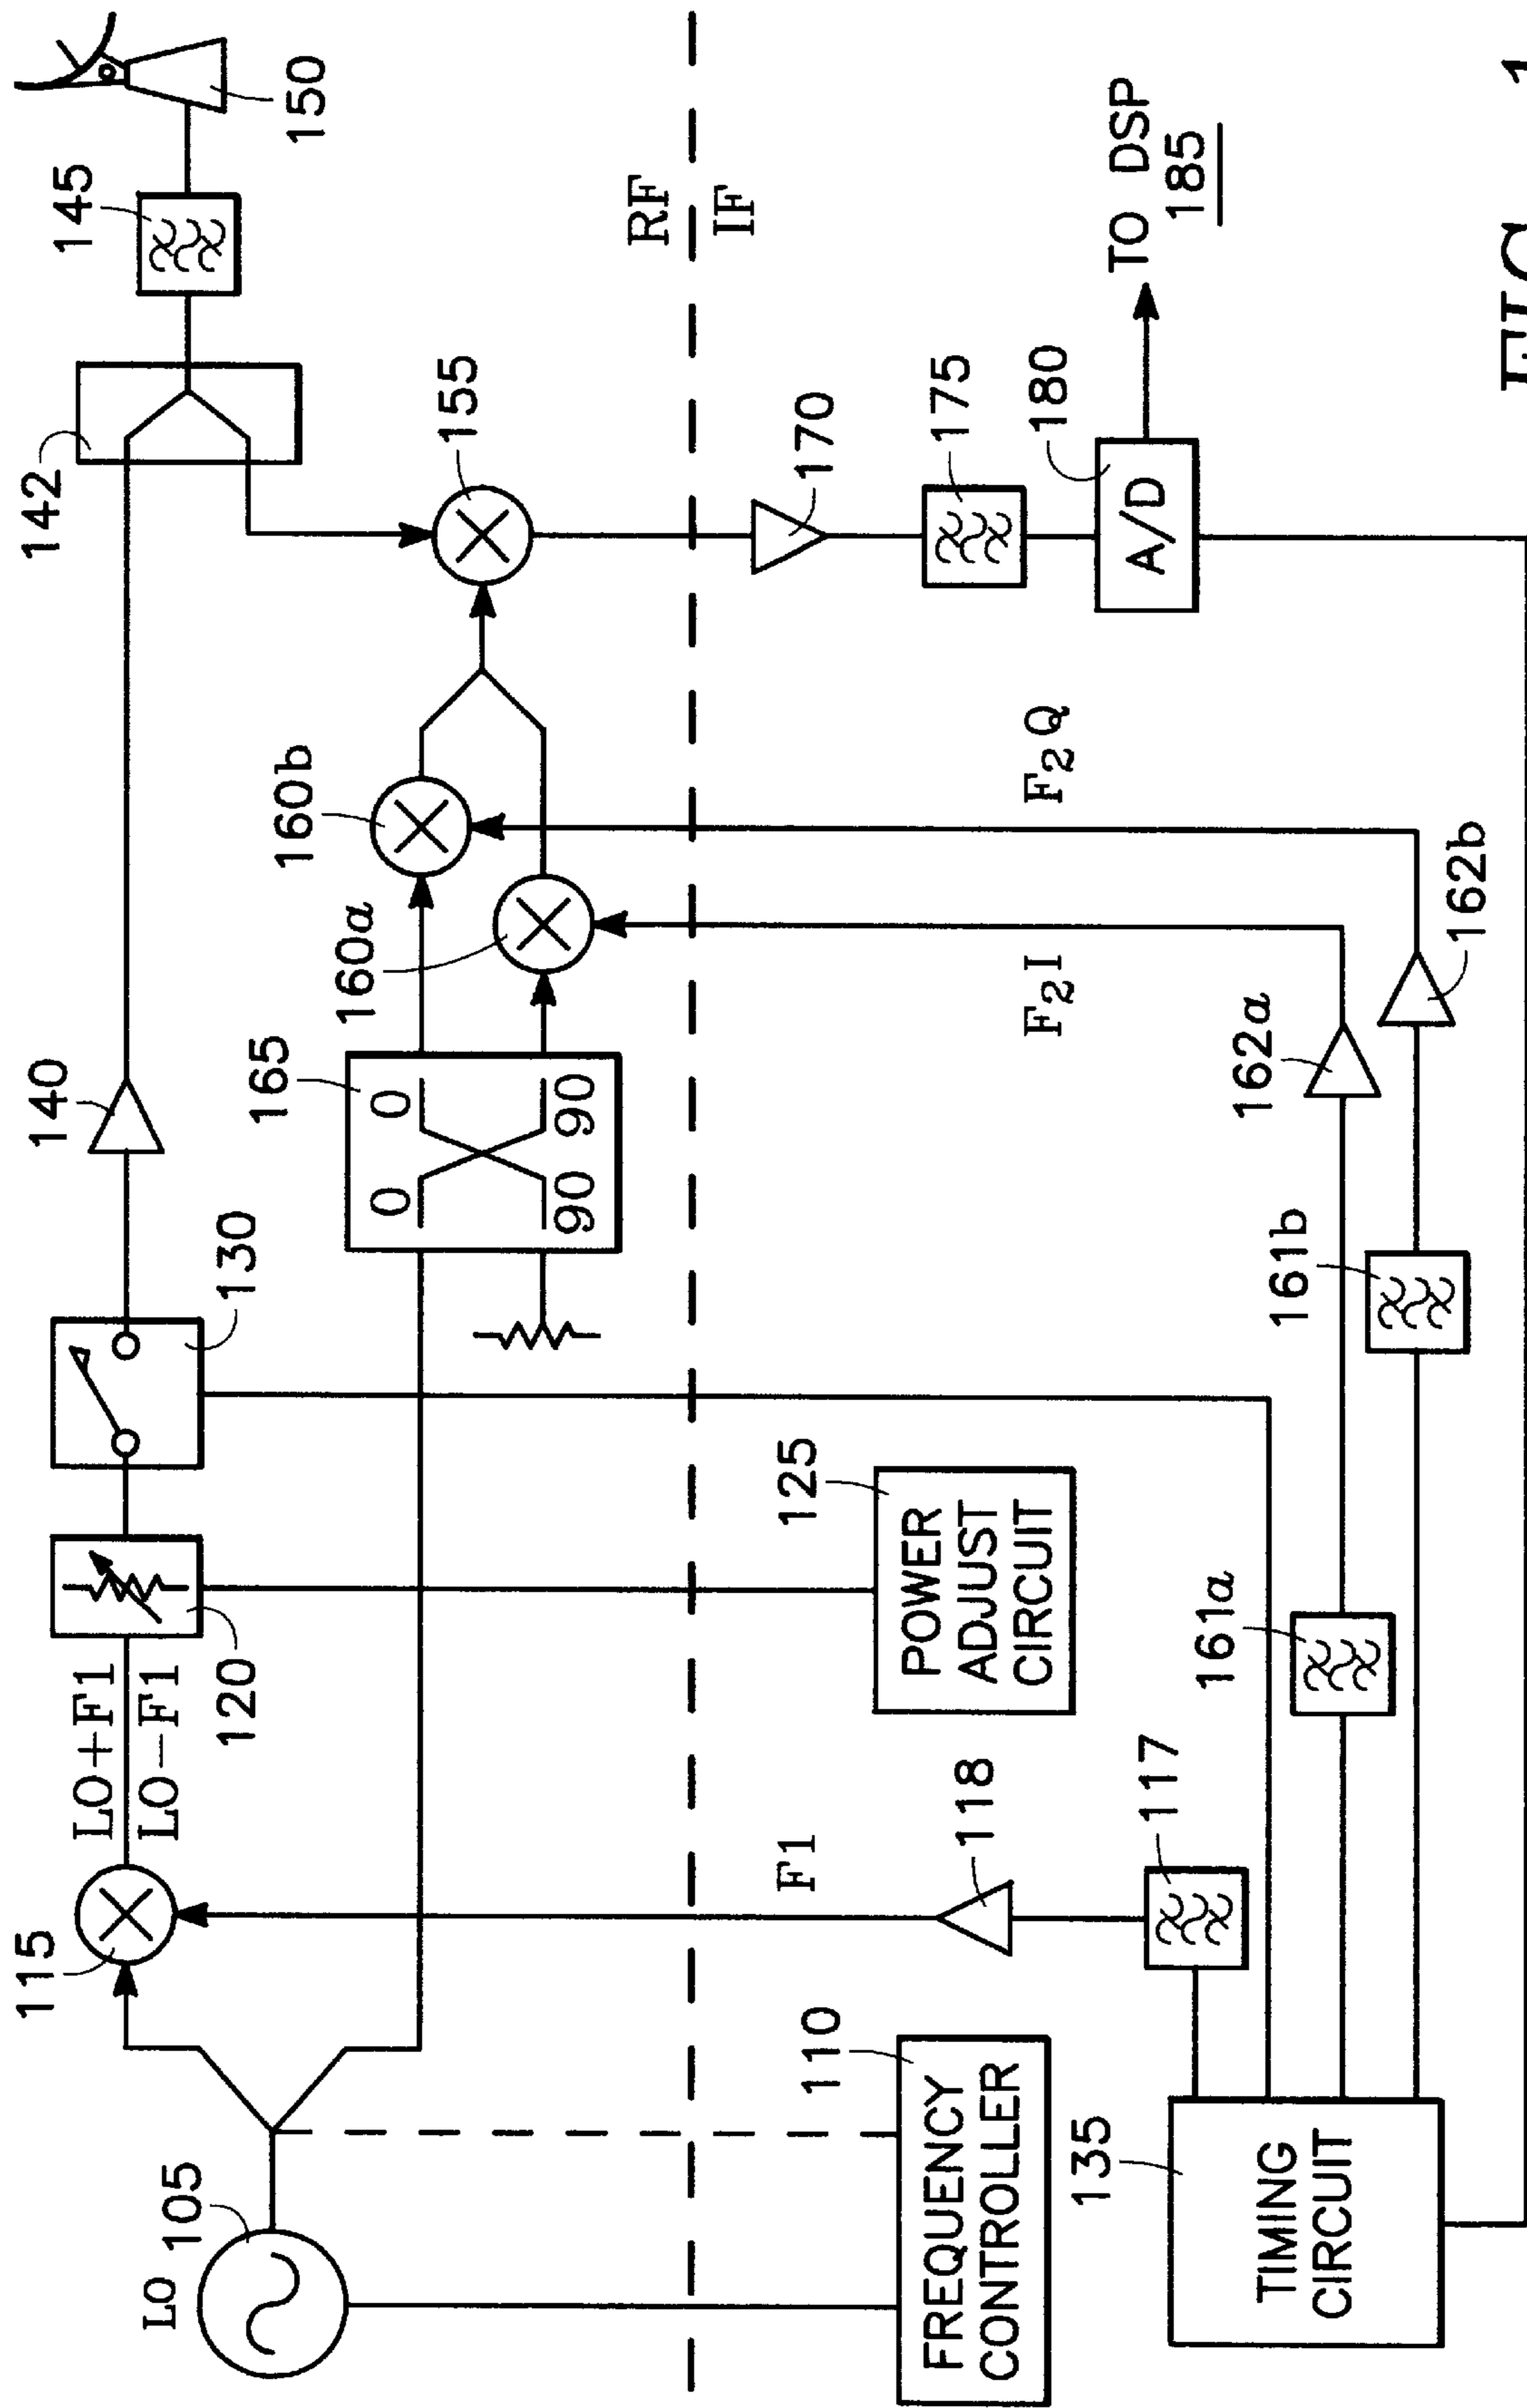 LO
105
115
LO+F1
LO−F1
120
130
140
142
145
150
165
0
0
90
90
160a
160b
155
RF
IF
110
FREQUENCY
CONTROLLER
F1
118
117
125
POWER
ADJUST
CIRCUIT
F₂I
F₂Q
170
175
180
A/D
TO DSP
185
135
TIMING
CIRCUIT
161a
161b
162a
162b
FIG. 1